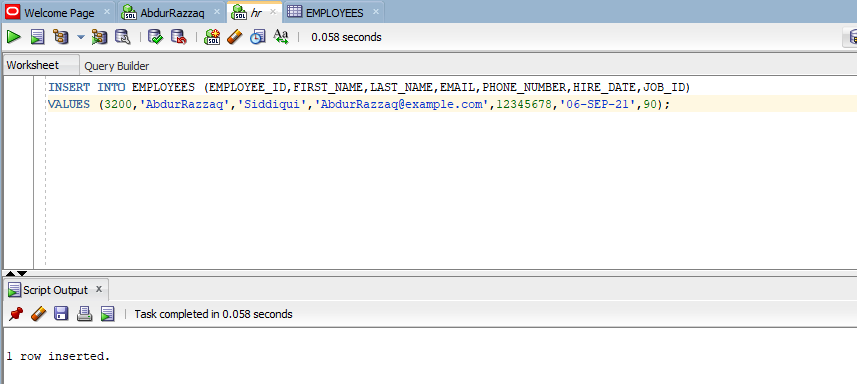 Welcome Page × AbdurRazzaq × hr × EMPLOYEES ×
SQL 0.058 seconds
Worksheet Query Builder
INSERT INTO EMPLOYEES (EMPLOYEE_ID,FIRST_NAME,LAST_NAME,EMAIL,PHONE_NUMBER,HIRE_DATE,JOB_ID)
VALUES (3200,'AbdurRazzaq','Siddiqui','AbdurRazzaq@example.com',12345678,'06-SEP-21',90);
Script Output ×
Task completed in 0.058 seconds
1 row inserted.